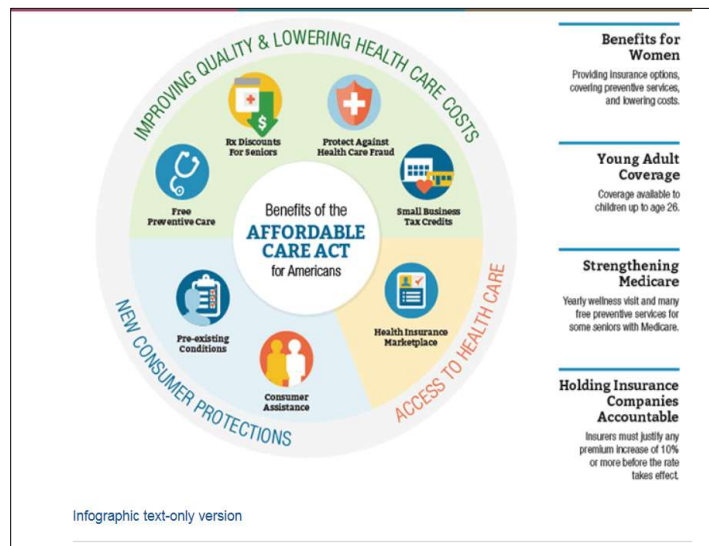 IMPROVING QUALITY & LOWERING HEALTH CARE COSTS
Rx Discounts
For Seniors
Protect Against
Health Care Fraud
Free
Preventive Care
Small Business
Tax Credits
Benefits of the
AFFORDABLE
CARE ACT
for Americans
Pre-existing
Conditions
Health Insurance
Marketplace
Consumer
Assistance
NEW CONSUMER PROTECTIONS
ACCESS TO HEALTH CARE
Benefits for
Women
Providing insurance options,
covering preventive services,
and lowering costs.
Young Adult
Coverage
Coverage available to
children up to age 26.
Strengthening
Medicare
Yearly wellness visit and many
free preventive services for
some seniors with Medicare.
Holding Insurance
Companies
Accountable
Insurers must justify any
premium increase of 10%
or more before the rate
takes effect.
Infographic text-only version